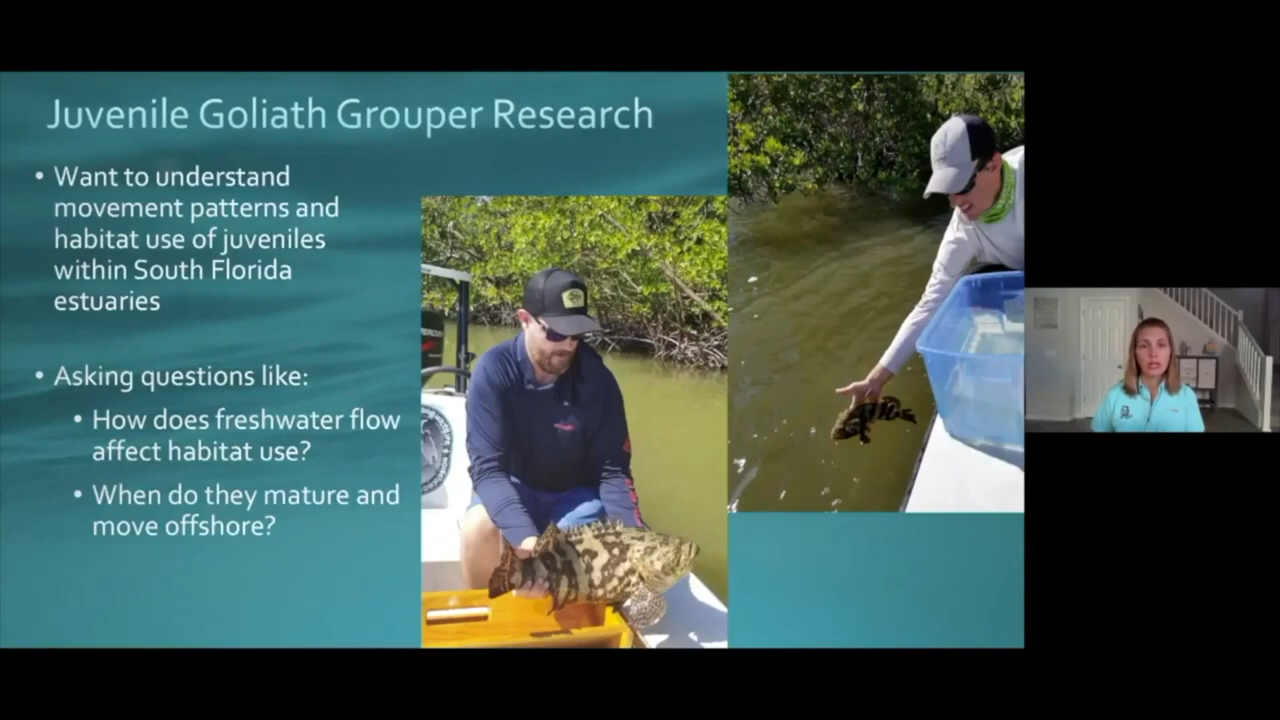 Juvenile Goliath Grouper Research
• Want to understand
movement patterns and
habitat use of juveniles
within South Florida
estuaries
• Asking questions like:
• How does freshwater flow
affect habitat use?
• When do they mature and
move offshore?